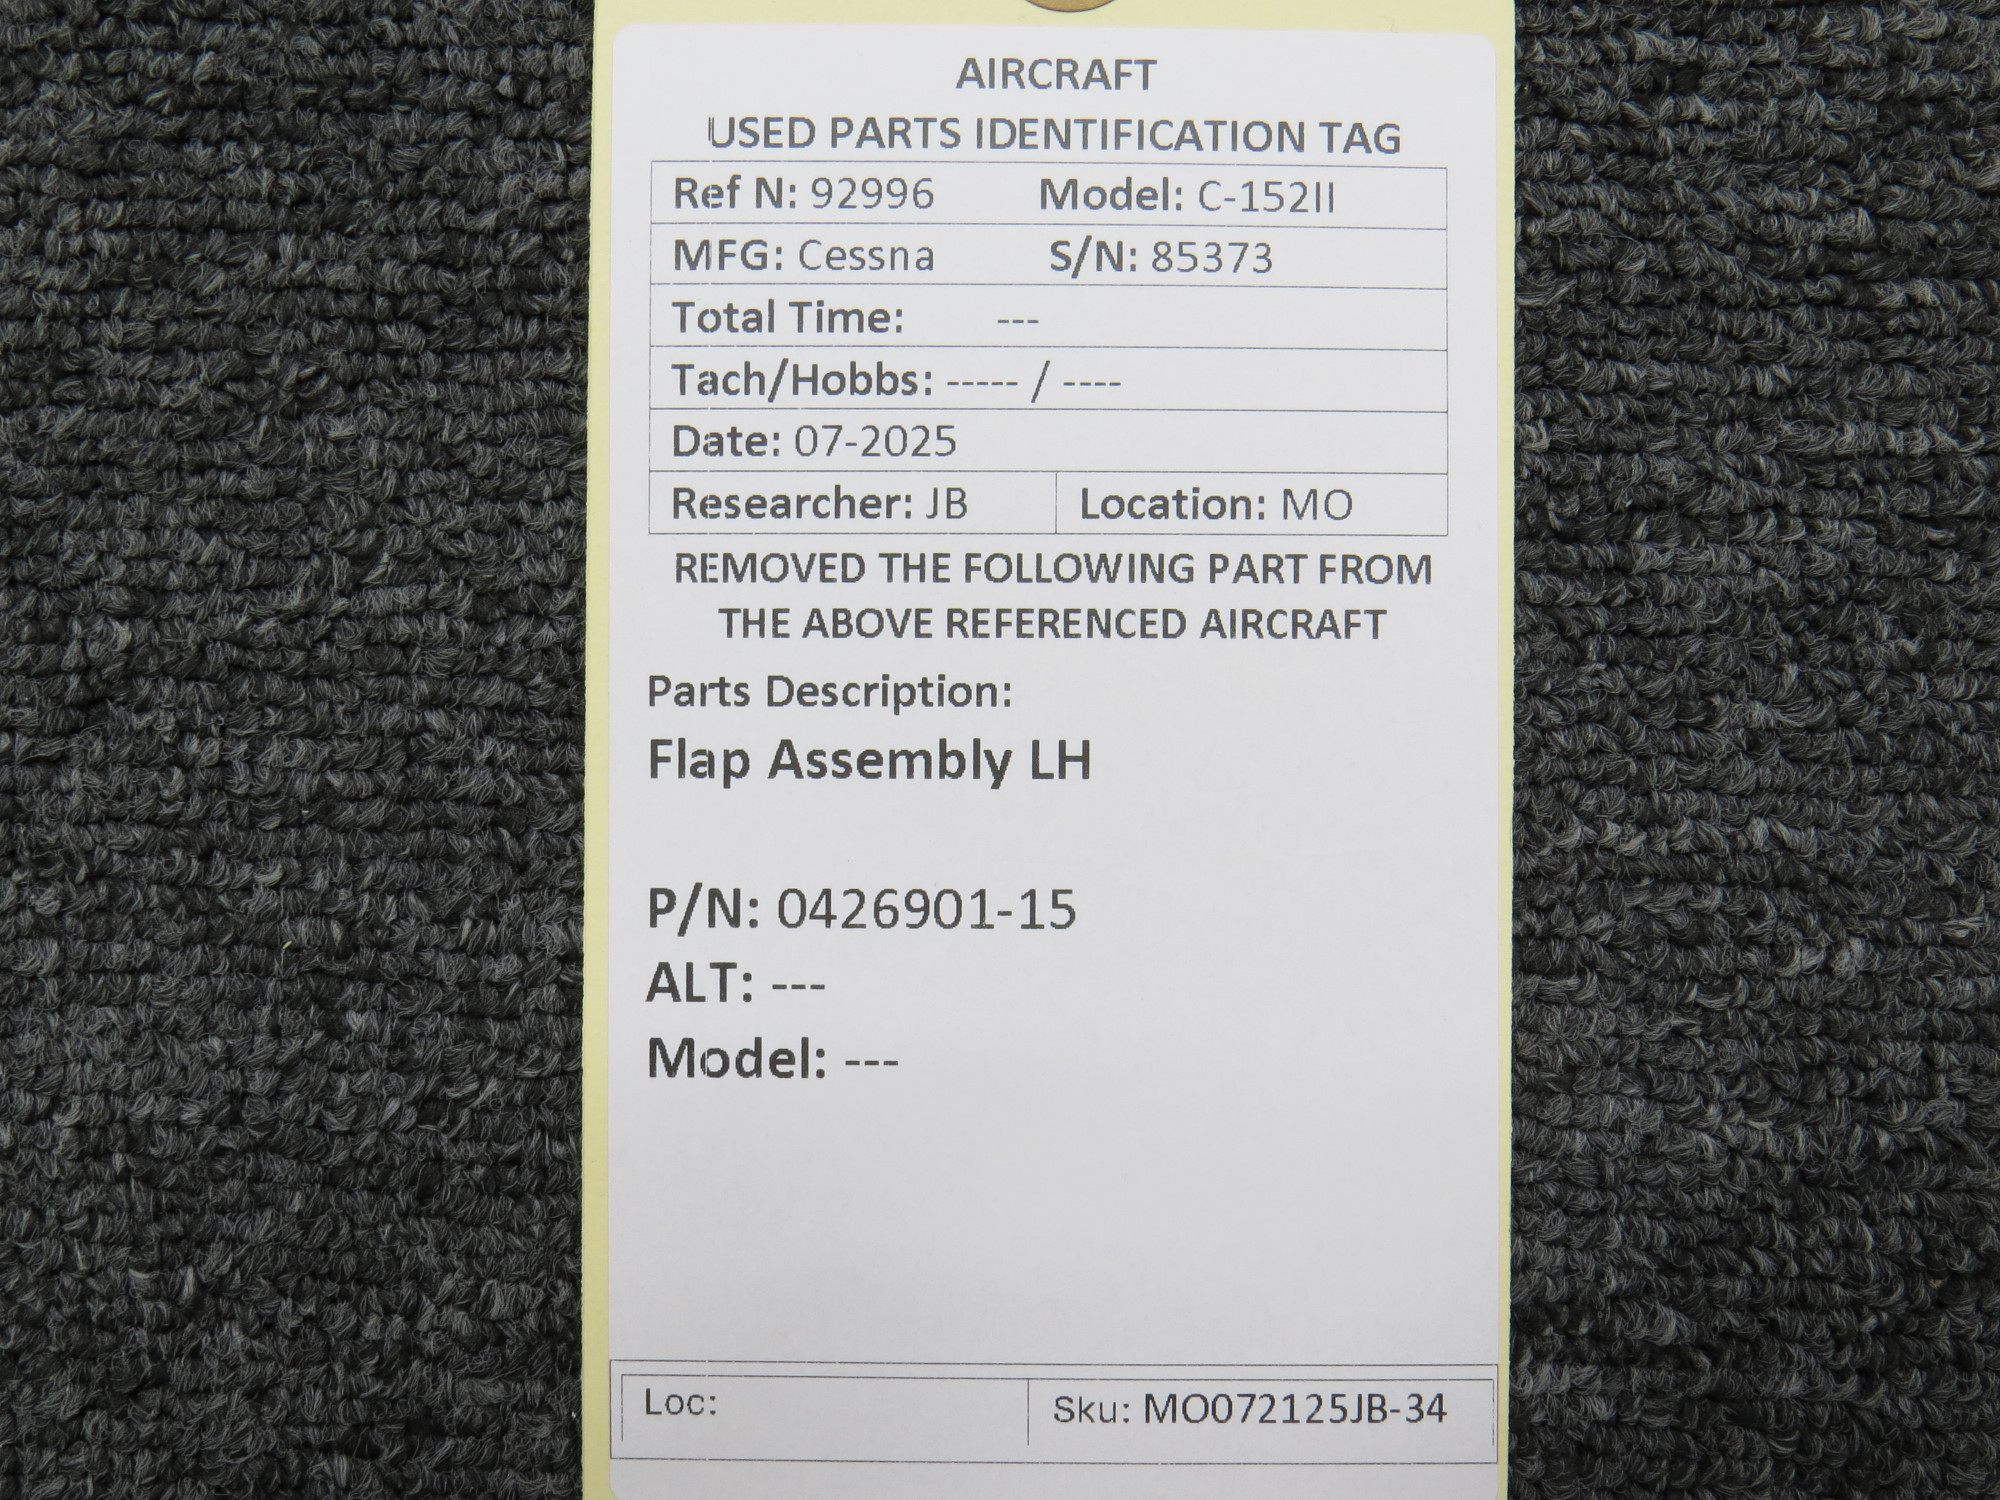 AIRCRAFT
USED PARTS IDENTIFICATION TAG
Ref N: 92996 Model: C-152II
MFG: Cessna S/N: 85373
Total Time: ---
Tach/Hobbs: ----- / ----
Date: 07-2025
Researcher: JB Location: MO
REMOVED THE FOLLOWING PART FROM
THE ABOVE REFERENCED AIRCRAFT
Parts Description:
Flap Assembly LH
P/N: 0426901-15
ALT: ---
Model: ---
Loc: Sku: MO072125JB-34